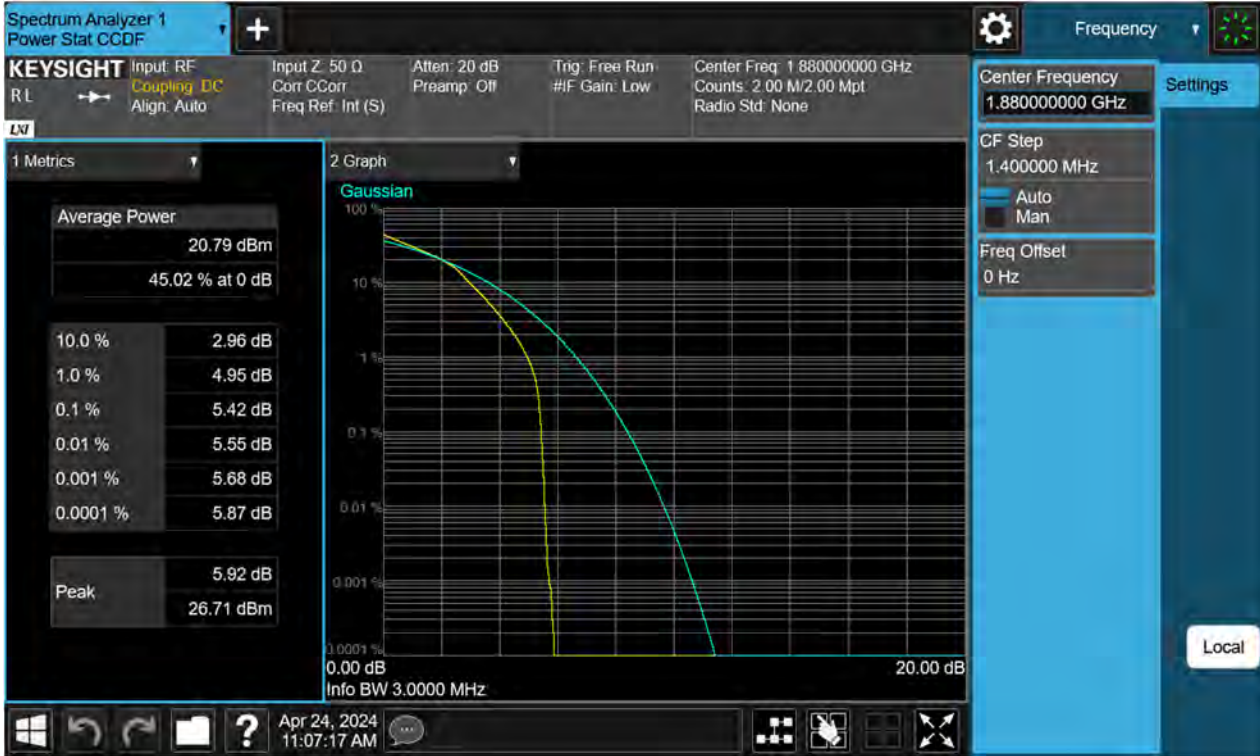 Spectrum Analyzer 1
Power Stat CCDF
+
Frequency
KEYSIGHT
R L
LXI
Input: RF
Coupling: DC
Align: Auto
Input Z: 50 Ω
Corr CCorr
Freq Ref: Int (S)
Atten: 20 dB
Preamp: Off
Trig: Free Run
#IF Gain: Low
Center Freq: 1.880000000 GHz
Counts: 2.00 M/2.00 Mpt
Radio Std: None
1 Metrics
Average Power
20.79 dBm
45.02 % at 0 dB
10.0 % 2.96 dB
1.0 % 4.95 dB
0.1 % 5.42 dB
0.01 % 5.55 dB
0.001 % 5.68 dB
0.0001 % 5.87 dB
Peak
5.92 dB
26.71 dBm
2 Graph
Gaussian
100 %
10 %
1 %
0.1 %
0.01 %
0.001 %
0.0001 %
0.00 dB 20.00 dB
Info BW 3.0000 MHz
Center Frequency
1.880000000 GHz
CF Step
1.400000 MHz
Auto
Man
Freq Offset
0 Hz
Settings
Local
?
Apr 24, 2024
11:07:17 AM